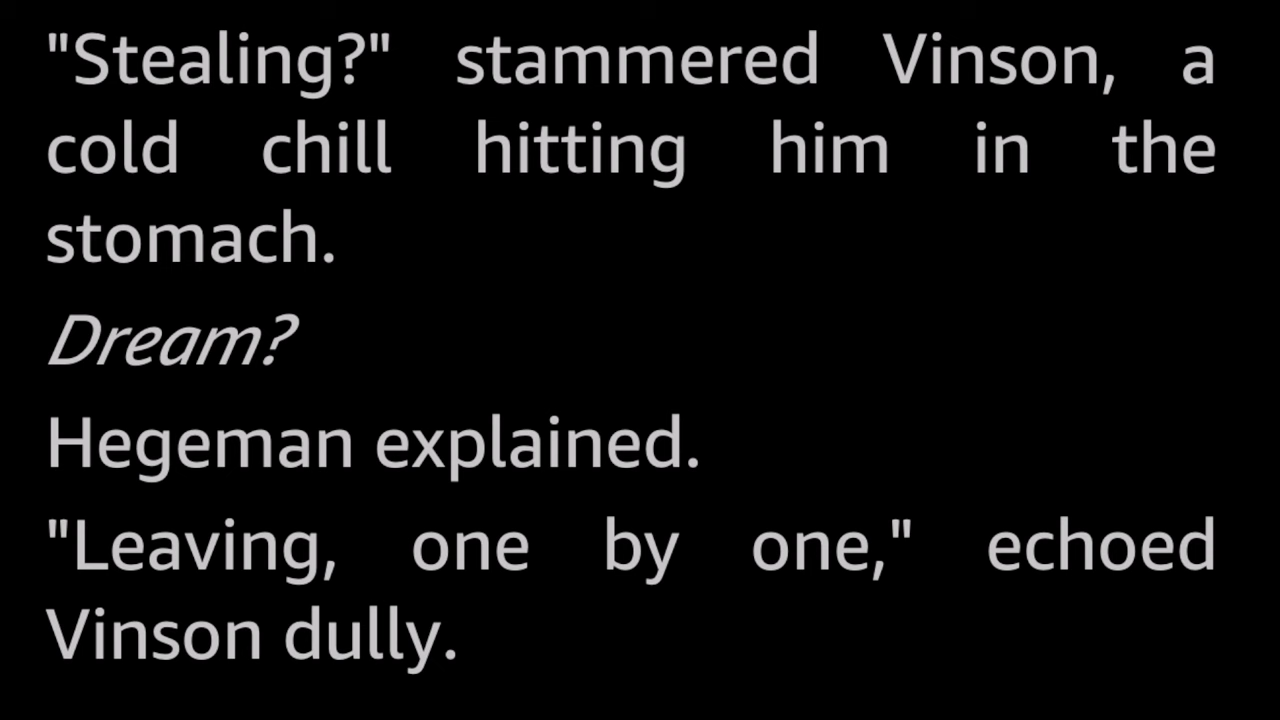 "Stealing?" stammered Vinson, a
cold chill hitting him in the
stomach.
Dream?
Hegeman explained.
"Leaving, one by one," echoed
Vinson dully.